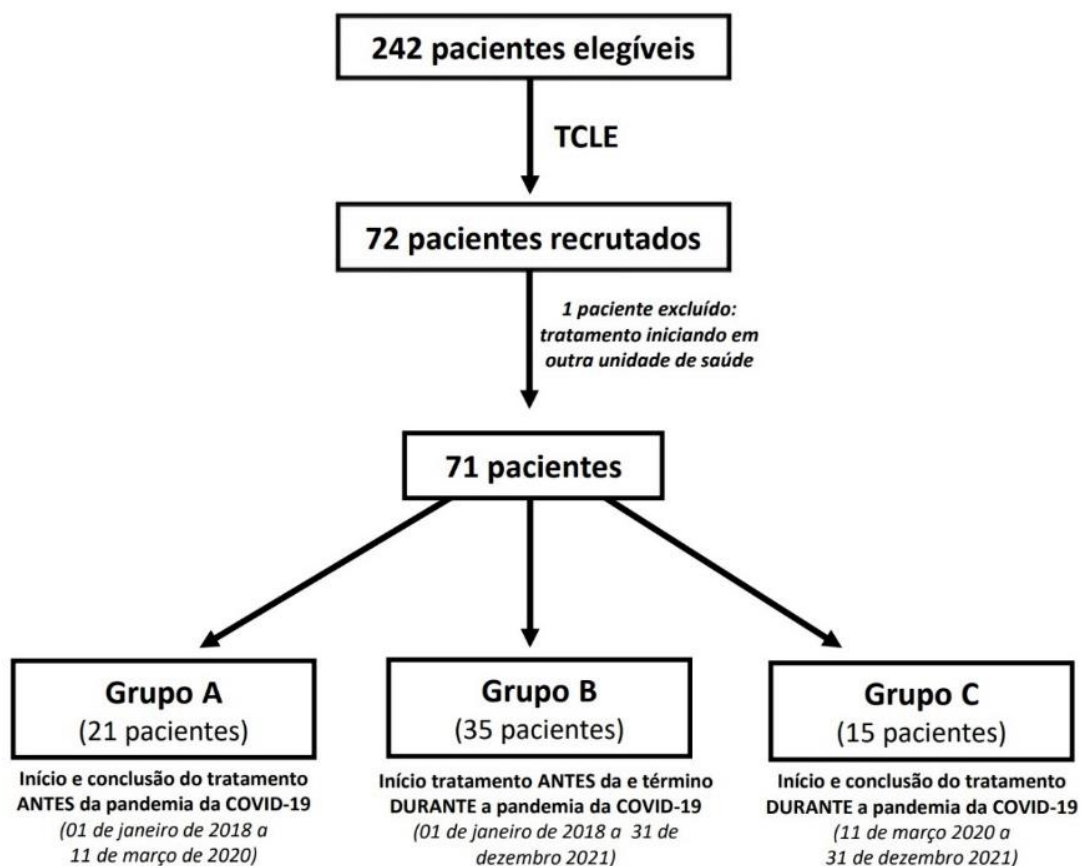 242 pacientes elegíveis
TCLE
72 pacientes recrutados
1 paciente excluído:
tratamento iniciando em
outra unidade de saúde
71 pacientes
Grupo A
(21 pacientes)
Início e conclusão do tratamento
ANTES da pandemia da COVID-19
(01 de janeiro de 2018 a
11 de março de 2020)
Grupo B
(35 pacientes)
Início tratamento ANTES da e término
DURANTE a pandemia da COVID-19
(01 de janeiro de 2018 a 31 de
dezembro 2021)
Grupo C
(15 pacientes)
Início e conclusão do tratamento
DURANTE a pandemia da COVID-19
(11 de março 2020 a
31 de dezembro 2021)